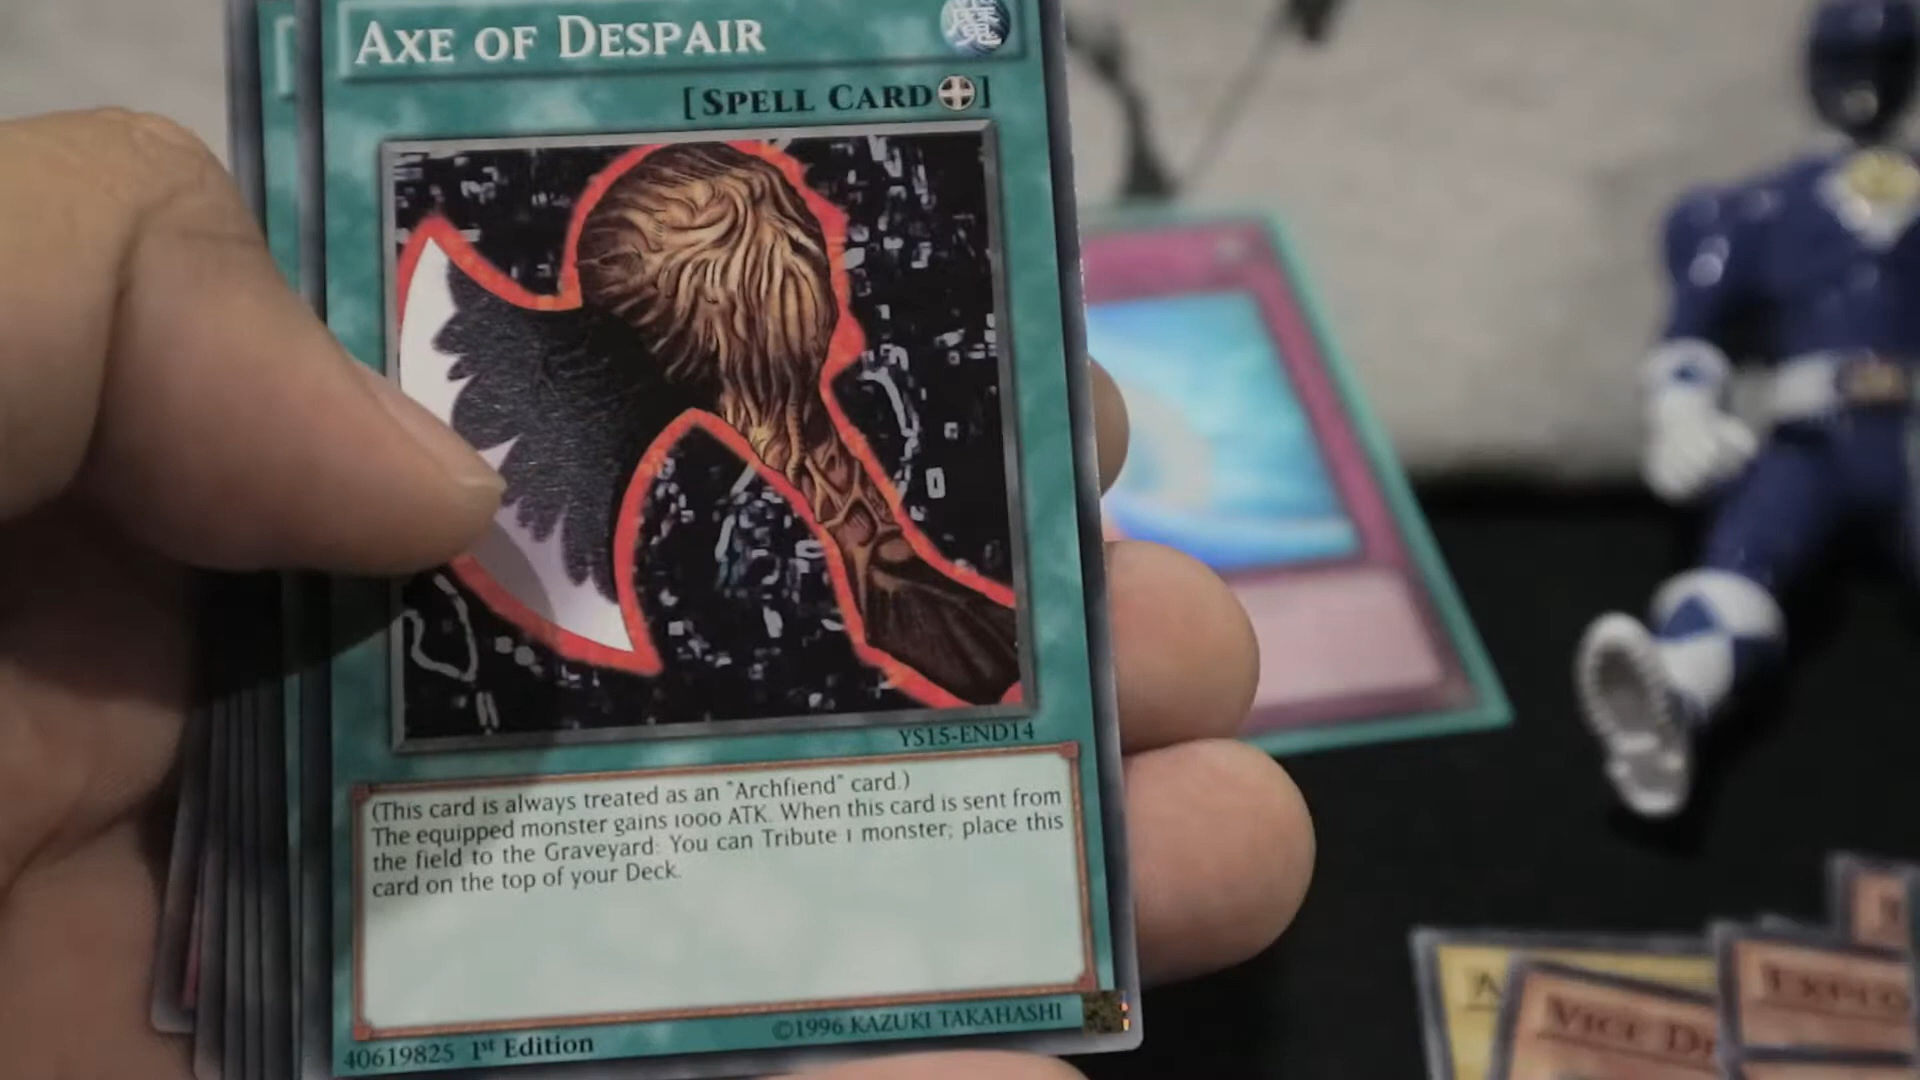 AXE OF DESPAIR
魔
[SPELL CARD]
YS15-END14
(This card is always treated as an "Archfiend" card.)
The equipped monster gains 1000 ATK. When this card is sent from
the field to the Graveyard: You can Tribute 1 monster; place this
card on the top of your Deck.
40619825 1st Edition
©1996 KAZUKI TAKAHASHI
VICE